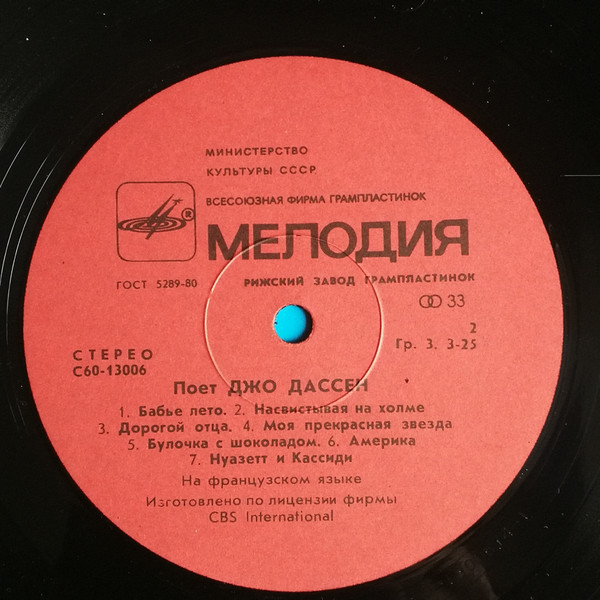 МИНИСТЕРСТВО
КУЛЬТУРЫ СССР
ВСЕСОЮЗНАЯ ФИРМА ГРАМПЛАСТИНОК
®
МЕЛОДИЯ
ГОСТ 5289-80
РИЖСКИЙ ЗАВОД ГРАМПЛАСТИНОК
33
2
Гр. 3. 3-25
СТЕРЕО
С60-13006
Поет ДЖО ДАССЕН
1. Бабье лето. 2. Насвистывая на холме
3. Дорогой отца. 4. Моя прекрасная звезда
5. Булочка с шоколадом. 6. Америка
7. Нуазетт и Кассиди
На французском языке
Изготовлено по лицензии фирмы
CBS International